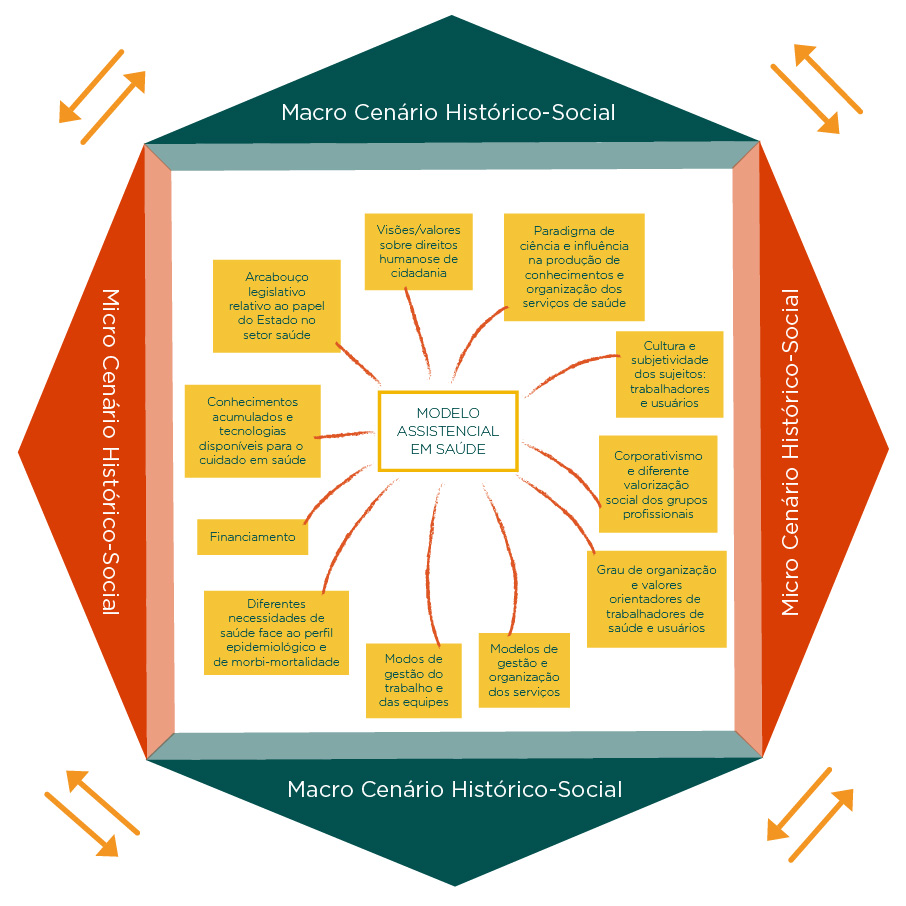 Macro Cenário Histórico-Social
Micro Cenário Histórico-Social
Visões/valores
sobre direitos
humanose de
cidadania
Paradigma de
ciência e influência
na produção de
conhecimentos e
organização dos
serviços de saúde
Arcabouço
legislativo
relativo ao papel
do Estado no
setor saúde
Cultura e
subjetividade
dos sujeitos:
trabalhadores
e usuários
Conhecimentos
acumulados e
tecnologias
disponíveis para o
cuidado em saúde
MODELO
ASSISTENCIAL
EM SAÚDE
Corporativismo
e diferente
valorização
social dos grupos
profissionais
Financiamento
Grau de organização
e valores
orientadores de
trabalhadores de
saúde e usuários
Diferentes
necessidades de
saúde face ao perfil
epidemiológico e
de morbi-mortalidade
Modos de
gestão do
trabalho e
das equipes
Modelos de
gestão e
organização
dos serviços
Micro Cenário Histórico-Social
Macro Cenário Histórico-Social